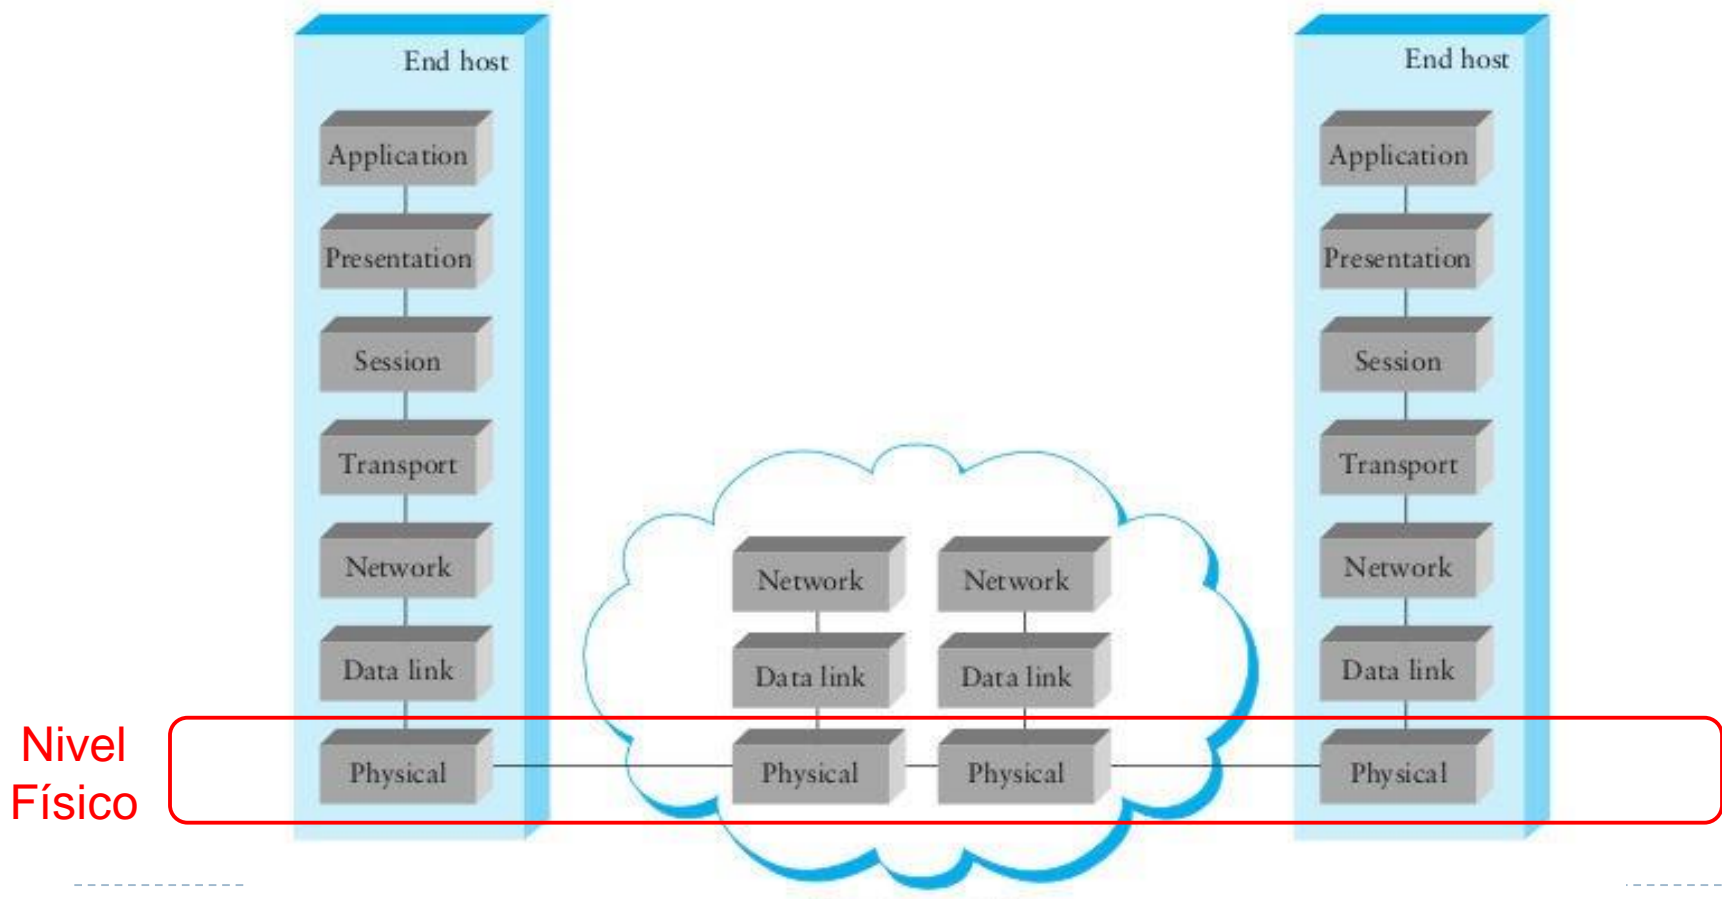 End host
Application
Presentation
Session
Transport
Network
Data link
Physical
Network
Data link
Physical
Network
Data link
Physical
End host
Application
Presentation
Session
Transport
Network
Data link
Physical
Nivel
Físico